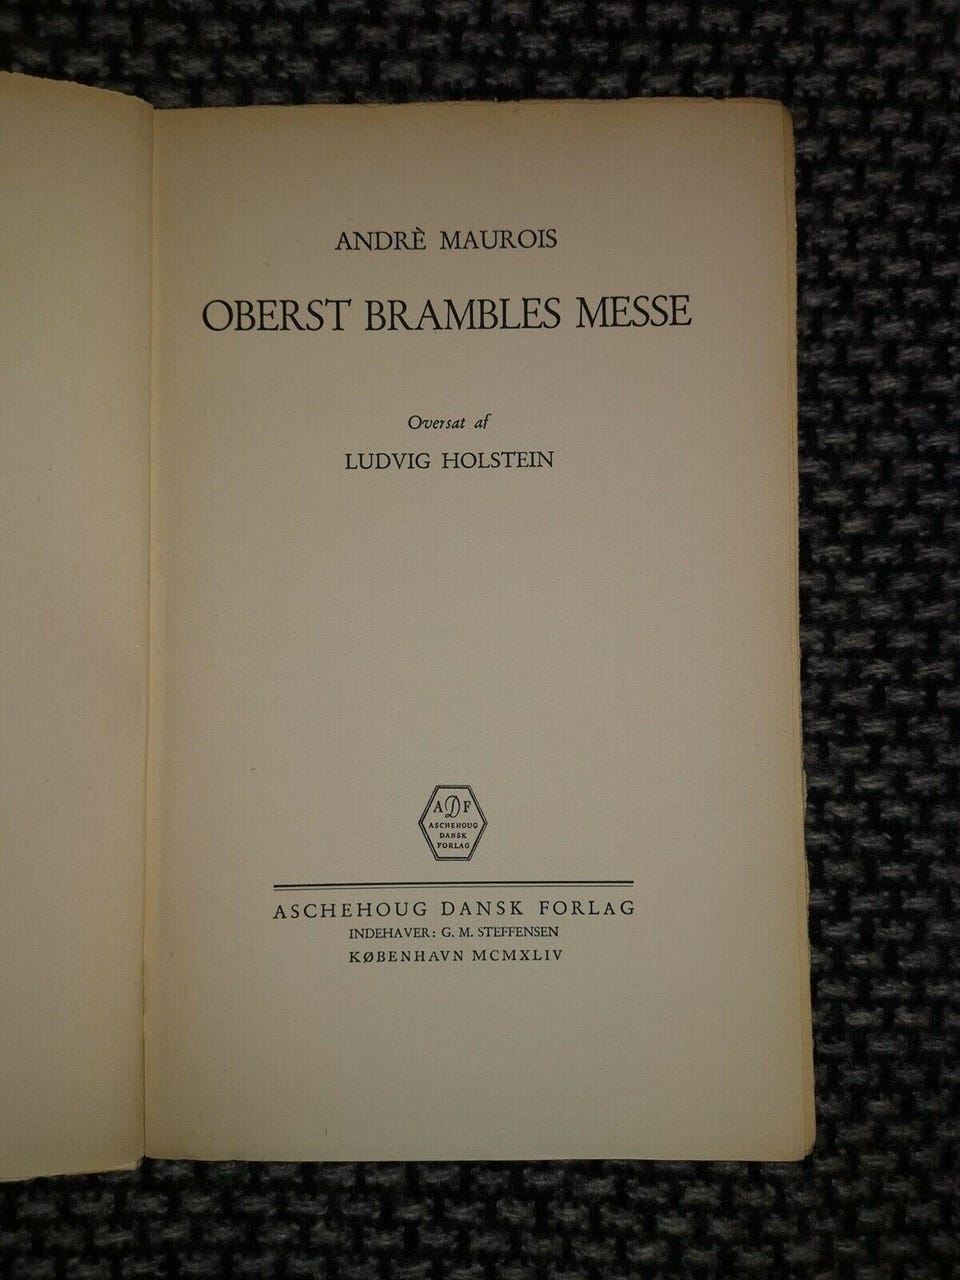 ANDRÈ MAUROIS
OBERST BRAMBLES MESSE
Oversat af
LUDVIG HOLSTEIN
ADF
ASCHEHOUG
DANSK
FORLAG
ASCHEHOUG DANSK FORLAG
INDEHAVER: G. M. STEFFENSEN
KØBENHAVN MCMXLIV